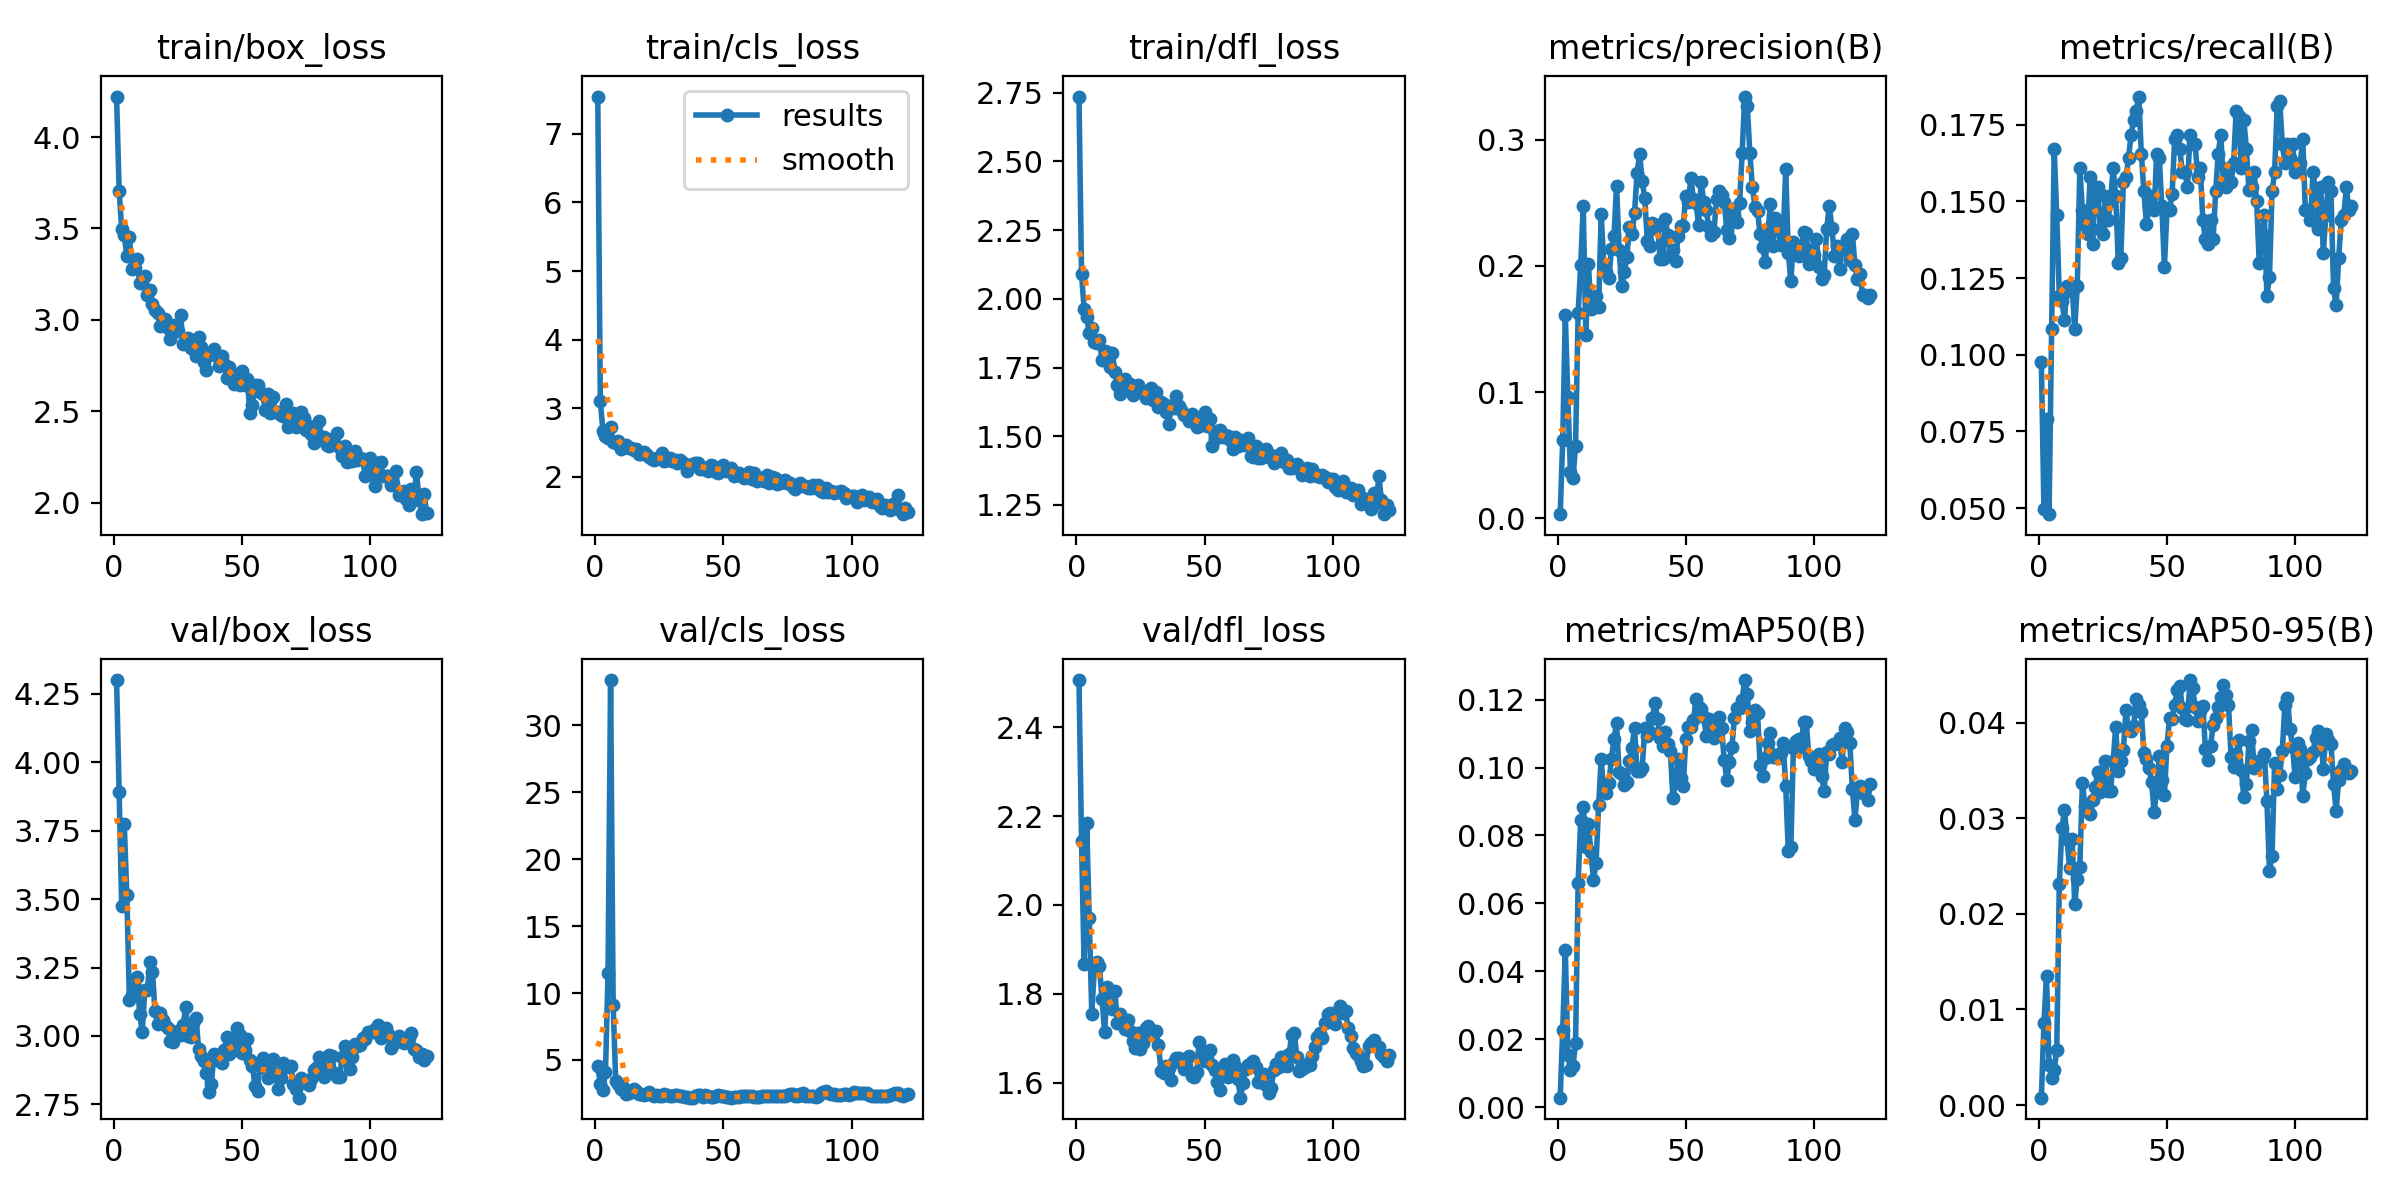 train/box_loss
4.0
3.5
3.0
2.5
2.0
0 50 100
train/cls_loss
results
smooth
7
6
5
4
3
2
0 50 100
train/dfl_loss
2.75
2.50
2.25
2.00
1.75
1.50
1.25
0 50 100
metrics/precision(B)
0.3
0.2
0.1
0.0
0 50 100
metrics/recall(B)
0.175
0.150
0.125
0.100
0.075
0.050
0 50 100
val/box_loss
4.25
4.00
3.75
3.50
3.25
3.00
2.75
0 50 100
val/cls_loss
30
25
20
15
10
5
0 50 100
val/dfl_loss
2.4
2.2
2.0
1.8
1.6
0 50 100
metrics/mAP50(B)
0.12
0.10
0.08
0.06
0.04
0.02
0.00
0 50 100
metrics/mAP50-95(B)
0.04
0.03
0.02
0.01
0.00
0 50 100